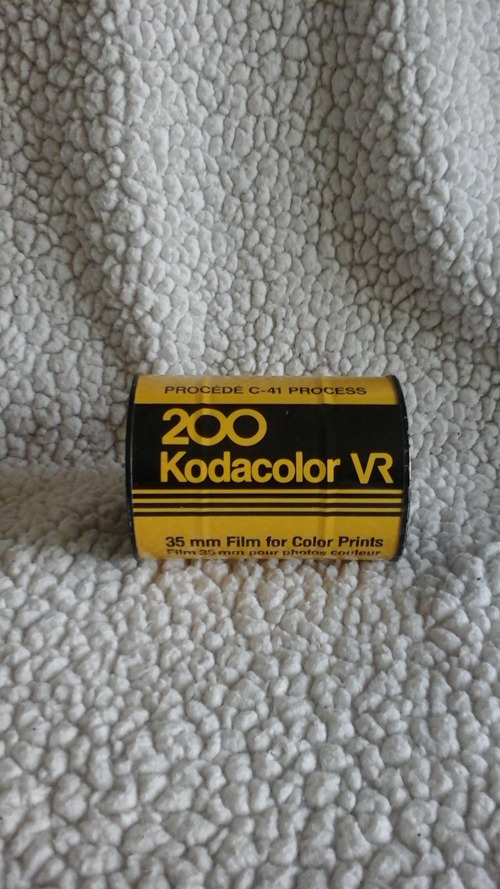 PROCÉDÉ C-41 PROCESS
200
Kodacolor VR
35 mm Film for Color Prints
Film 35 mm pour photos couleur